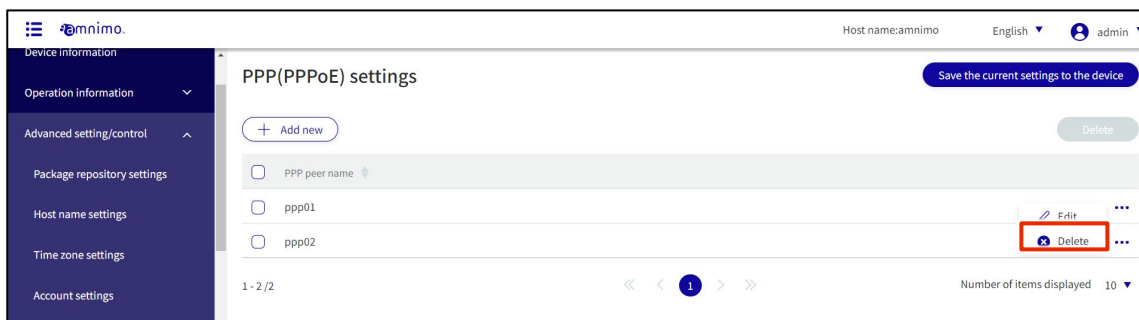 amnimo
Host name:amnimo
English
admin
Device information
Operation information
Advanced setting/control
Package repository settings
Host name settings
Time zone settings
Account settings
PPP(PPPoE) settings
Save the current settings to the device
Add new
Delete
PPP peer name
ppp01
Edit
ppp02
Delete
1 - 2 /2
1
Number of items displayed 10